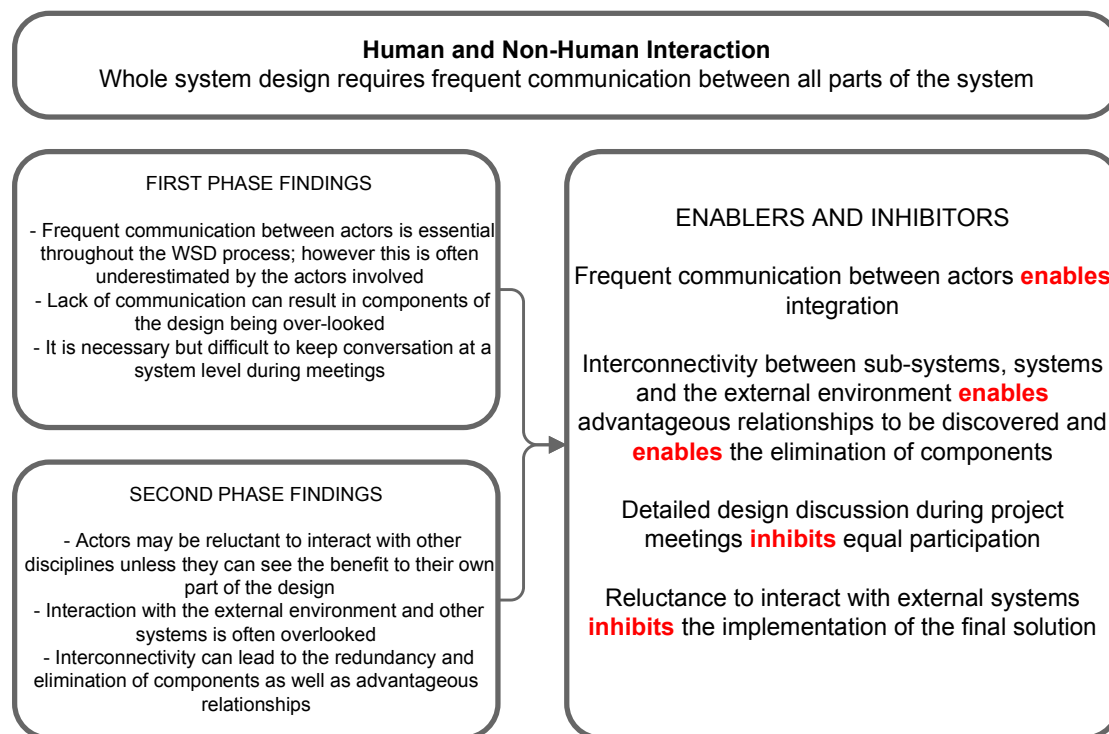 Human and Non-Human Interaction
Whole system design requires frequent communication between all parts of the system
FIRST PHASE FINDINGS
- Frequent communication between actors is essential
throughout the WSD process; however this is often
underestimated by the actors involved
- Lack of communication can result in components of
the design being over-looked
- It is necessary but difficult to keep conversation at a
system level during meetings
SECOND PHASE FINDINGS
- Actors may be reluctant to interact with other
disciplines unless they can see the benefit to their own
part of the design
- Interaction with the external environment and other
systems is often overlooked
- Interconnectivity can lead to the redundancy and
elimination of components as well as advantageous
relationships
ENABLERS AND INHIBITORS
Frequent communication between actors enables
integration
Interconnectivity between sub-systems, systems
and the external environment enables
advantageous relationships to be discovered and
enables the elimination of components
Detailed design discussion during project
meetings inhibits equal participation
Reluctance to interact with external systems
inhibits the implementation of the final solution